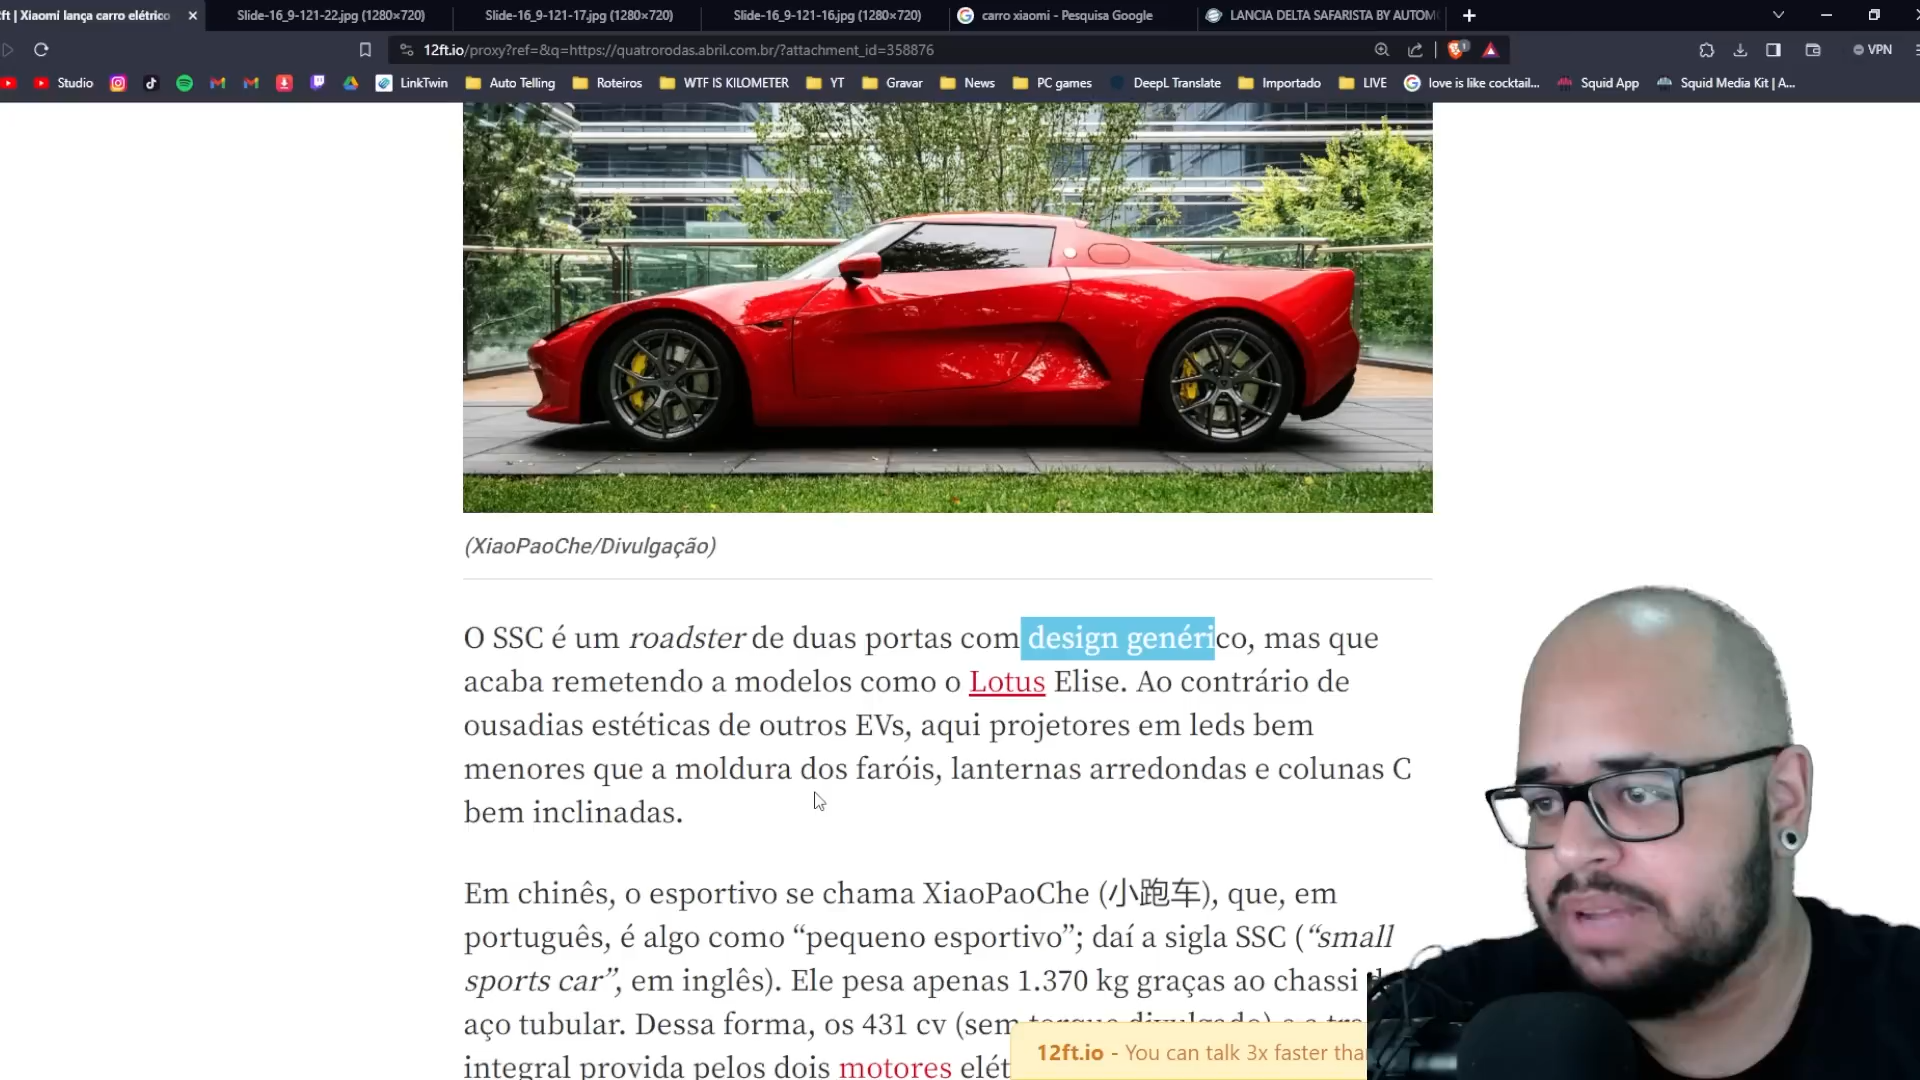 ft | Xiaomi lança carro elétrico
Slide-16_9-121-22.jpg (1280×720)
Slide-16_9-121-17.jpg (1280×720)
Slide-16_9-121-16.jpg (1280×720)
carro xiaomi - Pesquisa Google
LANCIA DELTA SAFARISTA BY AUTOM
12ft.io/proxy?ref=&q=https://quatrorodas.abril.com.br/?attachment_id=358876
1
VPN
Studio
LinkTwin
Auto Telling
Roteiros
WTF IS KILOMETER
YT
Gravar
News
PC games
DeepL Translate
Importado
LIVE
love is like cocktail...
Squid App
Squid Media Kit | A...
(XiaoPaoChe/Divulgação)
O SSC é um roadster de duas portas com design genérico, mas que
acaba remetendo a modelos como o Lotus Elise. Ao contrário de
ousadias estéticas de outros EVs, aqui projetores em leds bem
menores que a moldura dos faróis, lanternas arredondas e colunas C
bem inclinadas.
Em chinês, o esportivo se chama XiaoPaoChe (小跑车), que, em
português, é algo como “pequeno esportivo”; daí a sigla SSC (“small
sports car”, em inglês). Ele pesa apenas 1.370 kg graças ao chassi
aço tubular. Dessa forma, os 431 cv (sem torque divulgado) e a tra
integral provida pelos dois motores elét
12ft.io - You can talk 3x faster tha